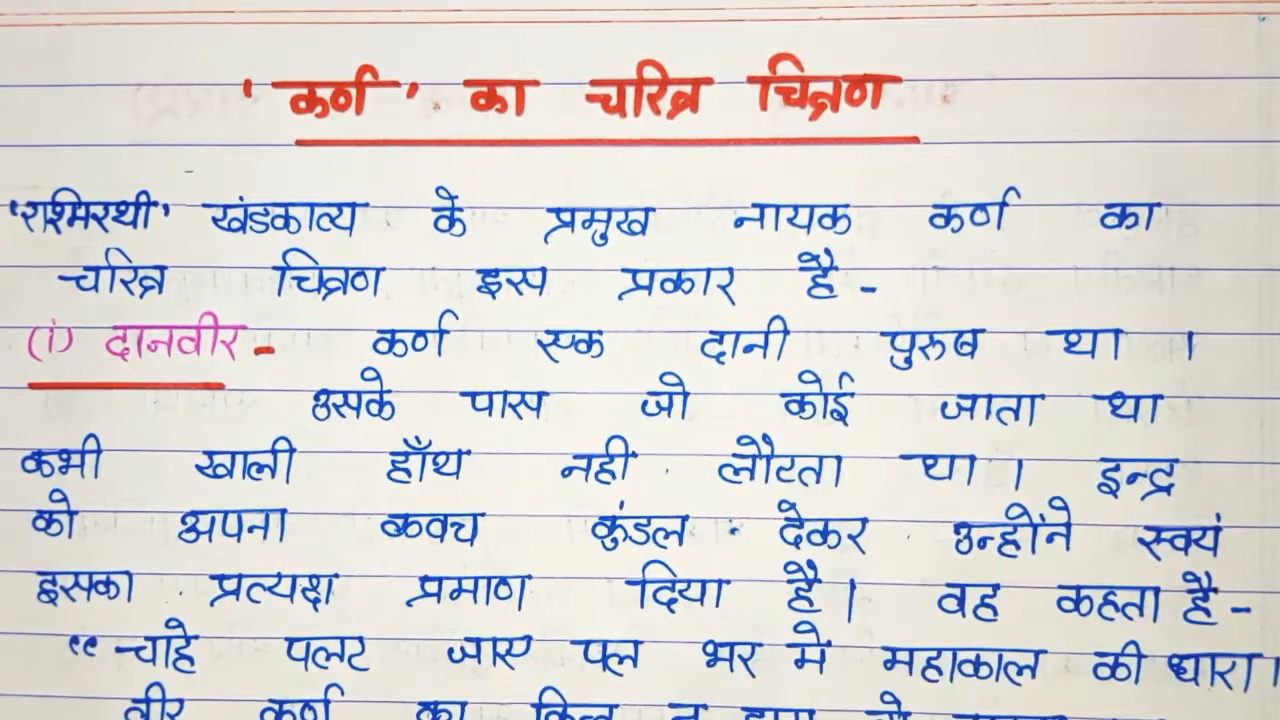 'कर्ण' का चरित्र चित्रण
'रश्मिरथी' खंडकाव्य के प्रमुख नायक कर्ण का
चरित्र चित्रण इस प्रकार है -
(i) दानवीर - कर्ण एक दानी पुरुष था ।
उसके पास जो कोई जाता था
कभी खाली हाँथ नही लौटता था । इन्द्र
को अपना कवच कुंडल देकर उन्होंने स्वयं
इसका प्रत्यक्ष प्रमाण दिया है । वह कहता है -
“ चाहे पलट जाए पल भर मे महाकाल की धारा ।
वीर कर्ण का